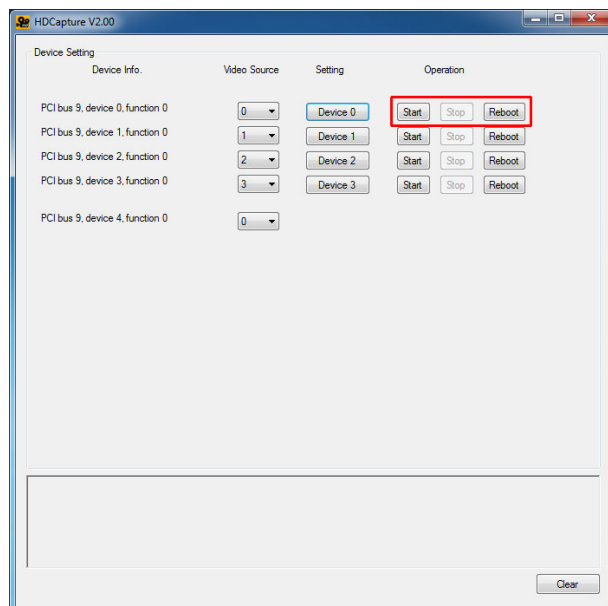 HDCapture V2.00
Device Setting
Device Info. Video Source Setting Operation
PCI bus 9, device 0, function 0 0 Device 0 Start Stop Reboot
PCI bus 9, device 1, function 0 1 Device 1 Start Stop Reboot
PCI bus 9, device 2, function 0 2 Device 2 Start Stop Reboot
PCI bus 9, device 3, function 0 3 Device 3 Start Stop Reboot
PCI bus 9, device 4, function 0 0
Clear